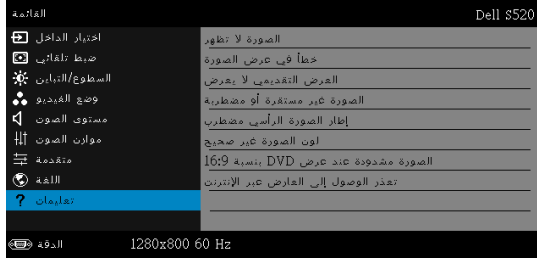 القائمة
Dell S520
اختيار الداخل
ضبط تلقائي
السطوع/التباين
وضع الفيديو
مستوى الصوت
موازن الصوت
متقدمة
اللغة
تعليمات
الصورة لا تظهر
خطأ في عرض الصورة
العرض التقديمي لا يعرض
الصورة غير مستقرة أو مضطربة
إطار الصورة الرأسي مضطرب
لون الصورة غير صحيح
الصورة مشدودة عند عرض DVD بنسبة 16:9
تعذر الوصول إلى العارض عبر الإنترنت
الدقة 1280x800 60 Hz